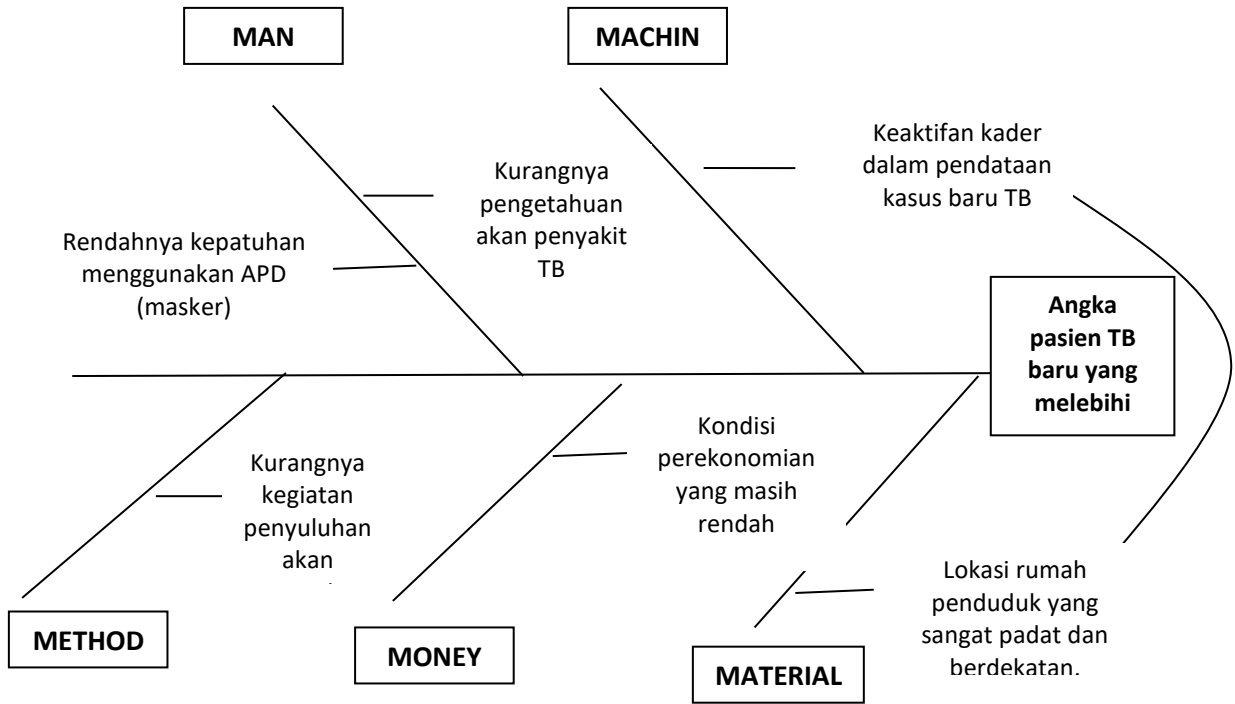 MAN
MACHIN
Keaktifan kader
dalam pendataan
kasus baru TB
Kurangnya
pengetahuan
akan penyakit
TB
Rendahnya kepatuhan
menggunakan APD
(masker)
Angka
pasien TB
baru yang
melebihi
Kondisi
perekonomian
yang masih
rendah
Kurangnya
kegiatan
penyuluhan
akan
Lokasi rumah
penduduk yang
sangat padat dan
berdekatan.
METHOD
MONEY
MATERIAL